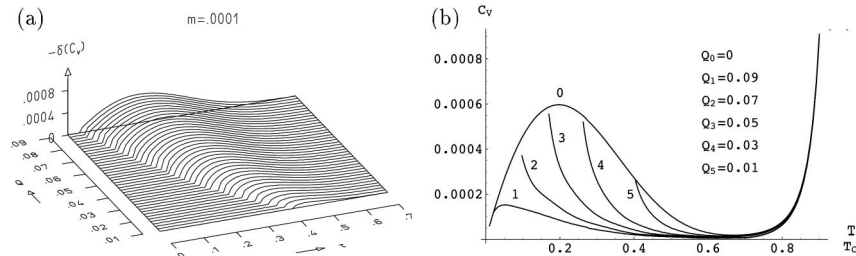 (a)
m=.0001
−δ(Cᵥ)
.0008
.0004
0
.09
.08
.07
.06
.05
.04
.03
.02
.01
Q
0
.1
.2
.3
.4
.5
.6
.7
t
(b)
C_V
0.0008
0.0006
0.0004
0.0002
0.2
0.4
0.6
0.8
0
1
2
3
4
5
Q₀=0
Q₁=0.09
Q₂=0.07
Q₃=0.05
Q₄=0.03
Q₅=0.01
T